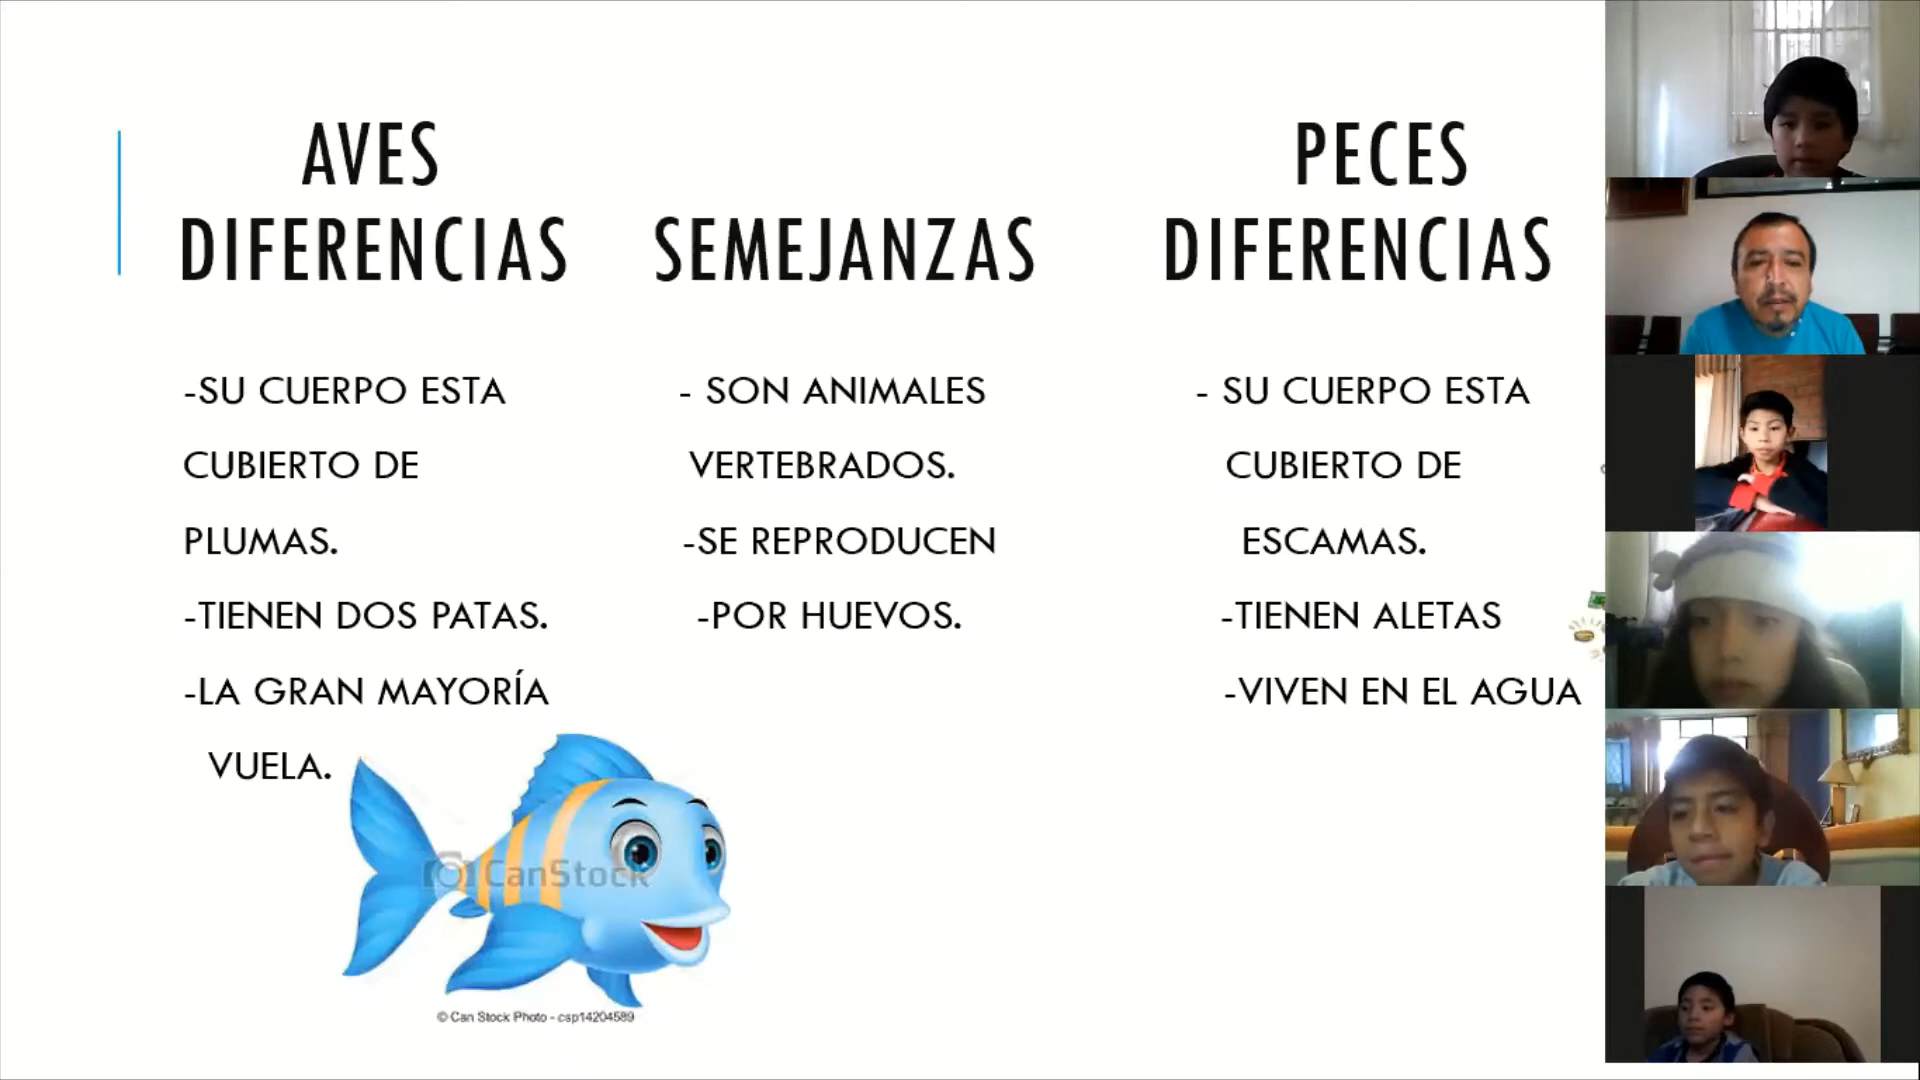 AVES
DIFERENCIAS
SEMEJANZAS
PECES
DIFERENCIAS
-SU CUERPO ESTA
CUBIERTO DE
PLUMAS.
-TIENEN DOS PATAS.
-LA GRAN MAYORÍA
VUELA.
- SON ANIMALES
VERTEBRADOS.
-SE REPRODUCEN
-POR HUEVOS.
- SU CUERPO ESTA
CUBIERTO DE
ESCAMAS.
-TIENEN ALETAS
-VIVEN EN EL AGUA
CanStock
© Can Stock Photo - csp14204589